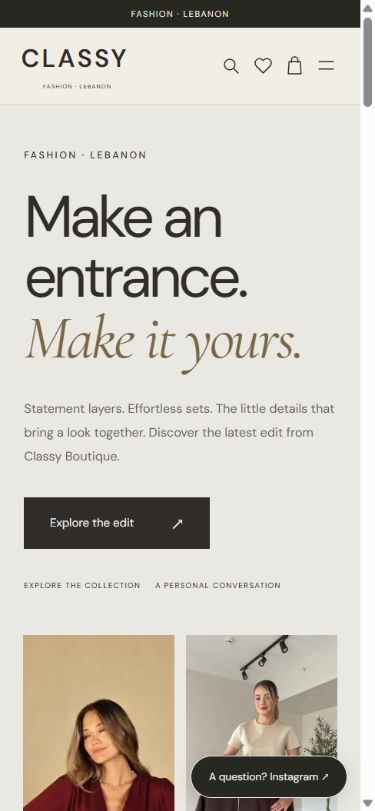 FASHION · LEBANON
CLASSY
FASHION · LEBANON
FASHION · LEBANON
Make an
entrance.
Make it yours.
Statement layers. Effortless sets. The little details that
bring a look together. Discover the latest edit from
Classy Boutique.
Explore the edit ↗
EXPLORE THE COLLECTION A PERSONAL CONVERSATION
A question? Instagram ↗